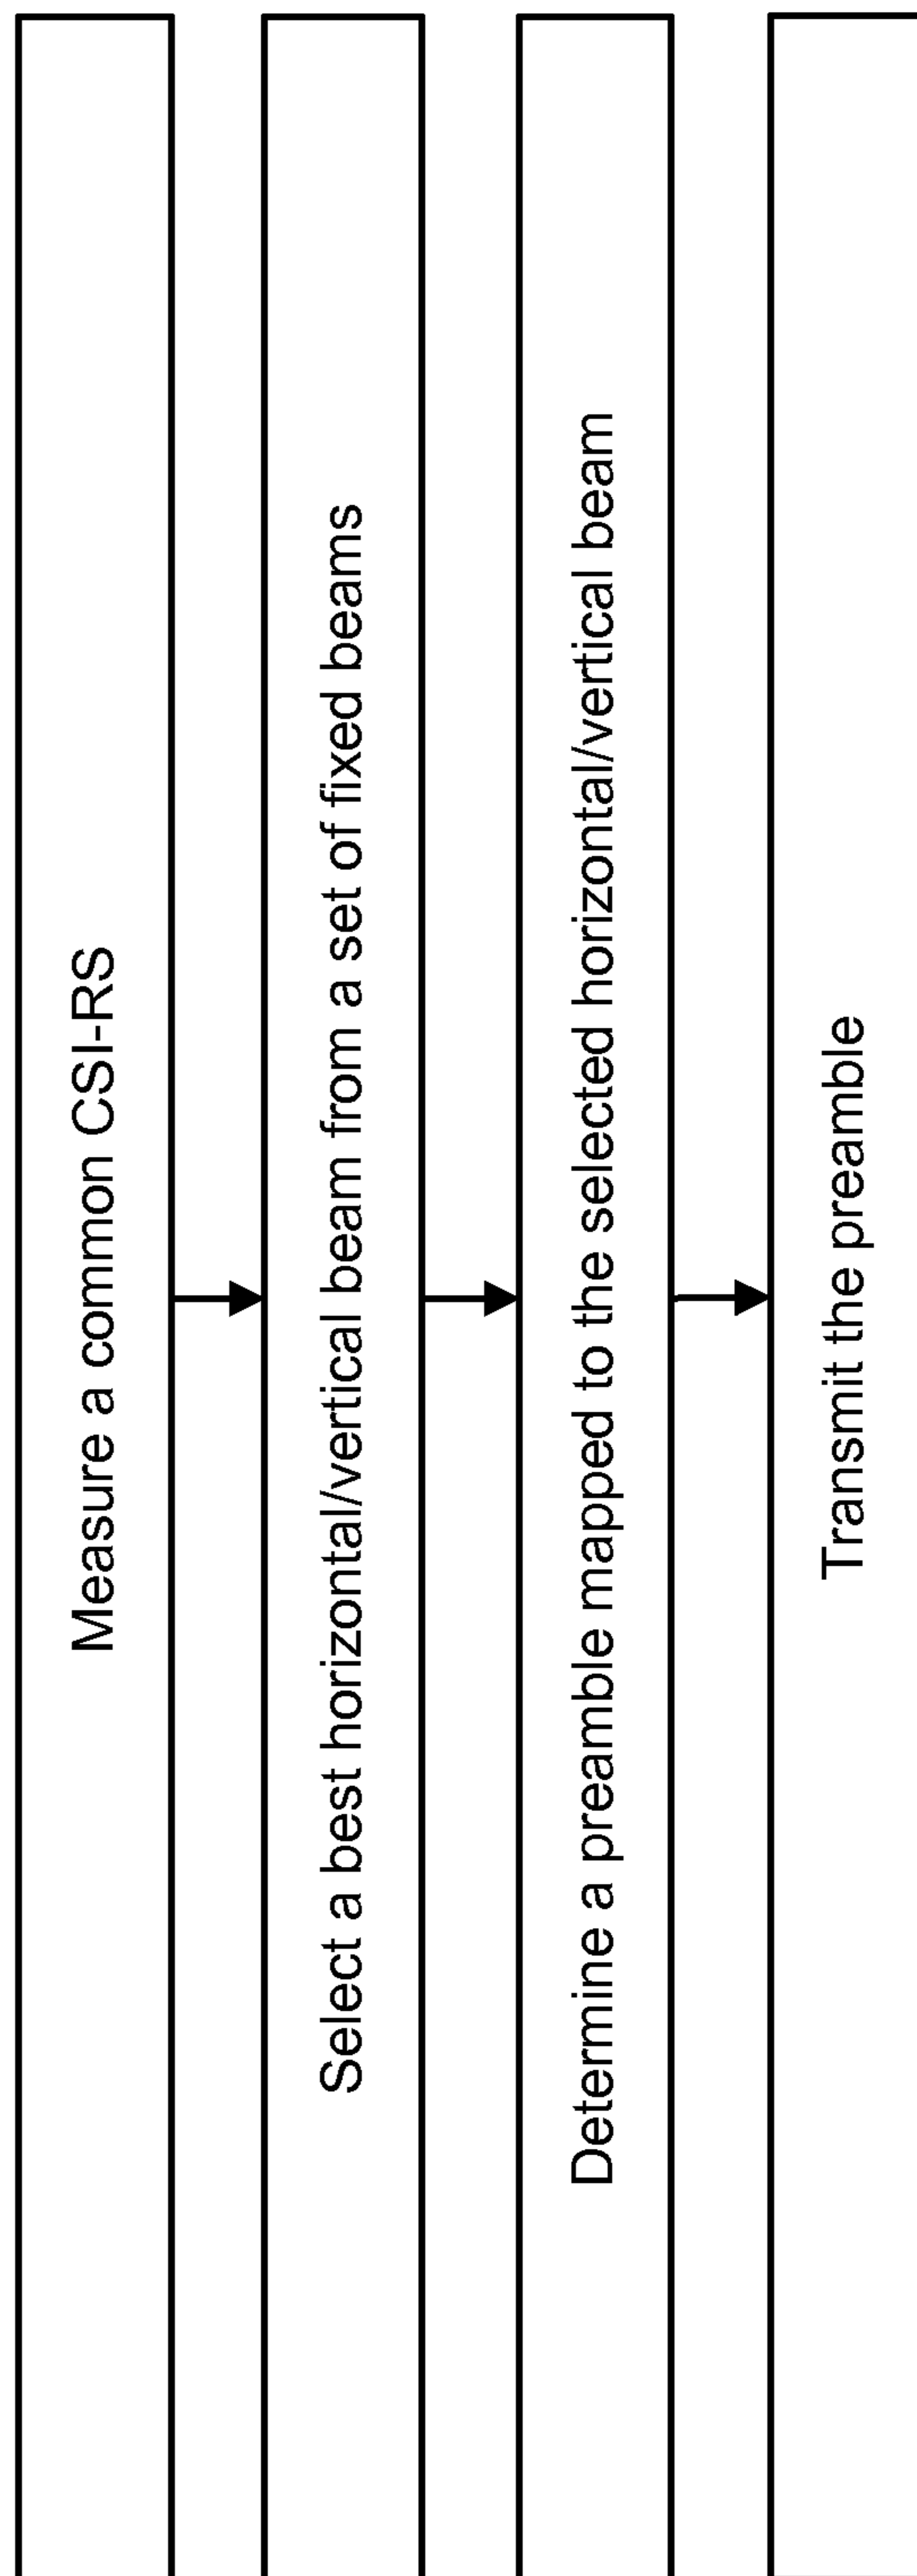 Measure a common CSI-RS
Select a best horizontal/vertical beam from a set of fixed beams
Determine a preamble mapped to the selected horizontal/vertical beam
Transmit the preamble